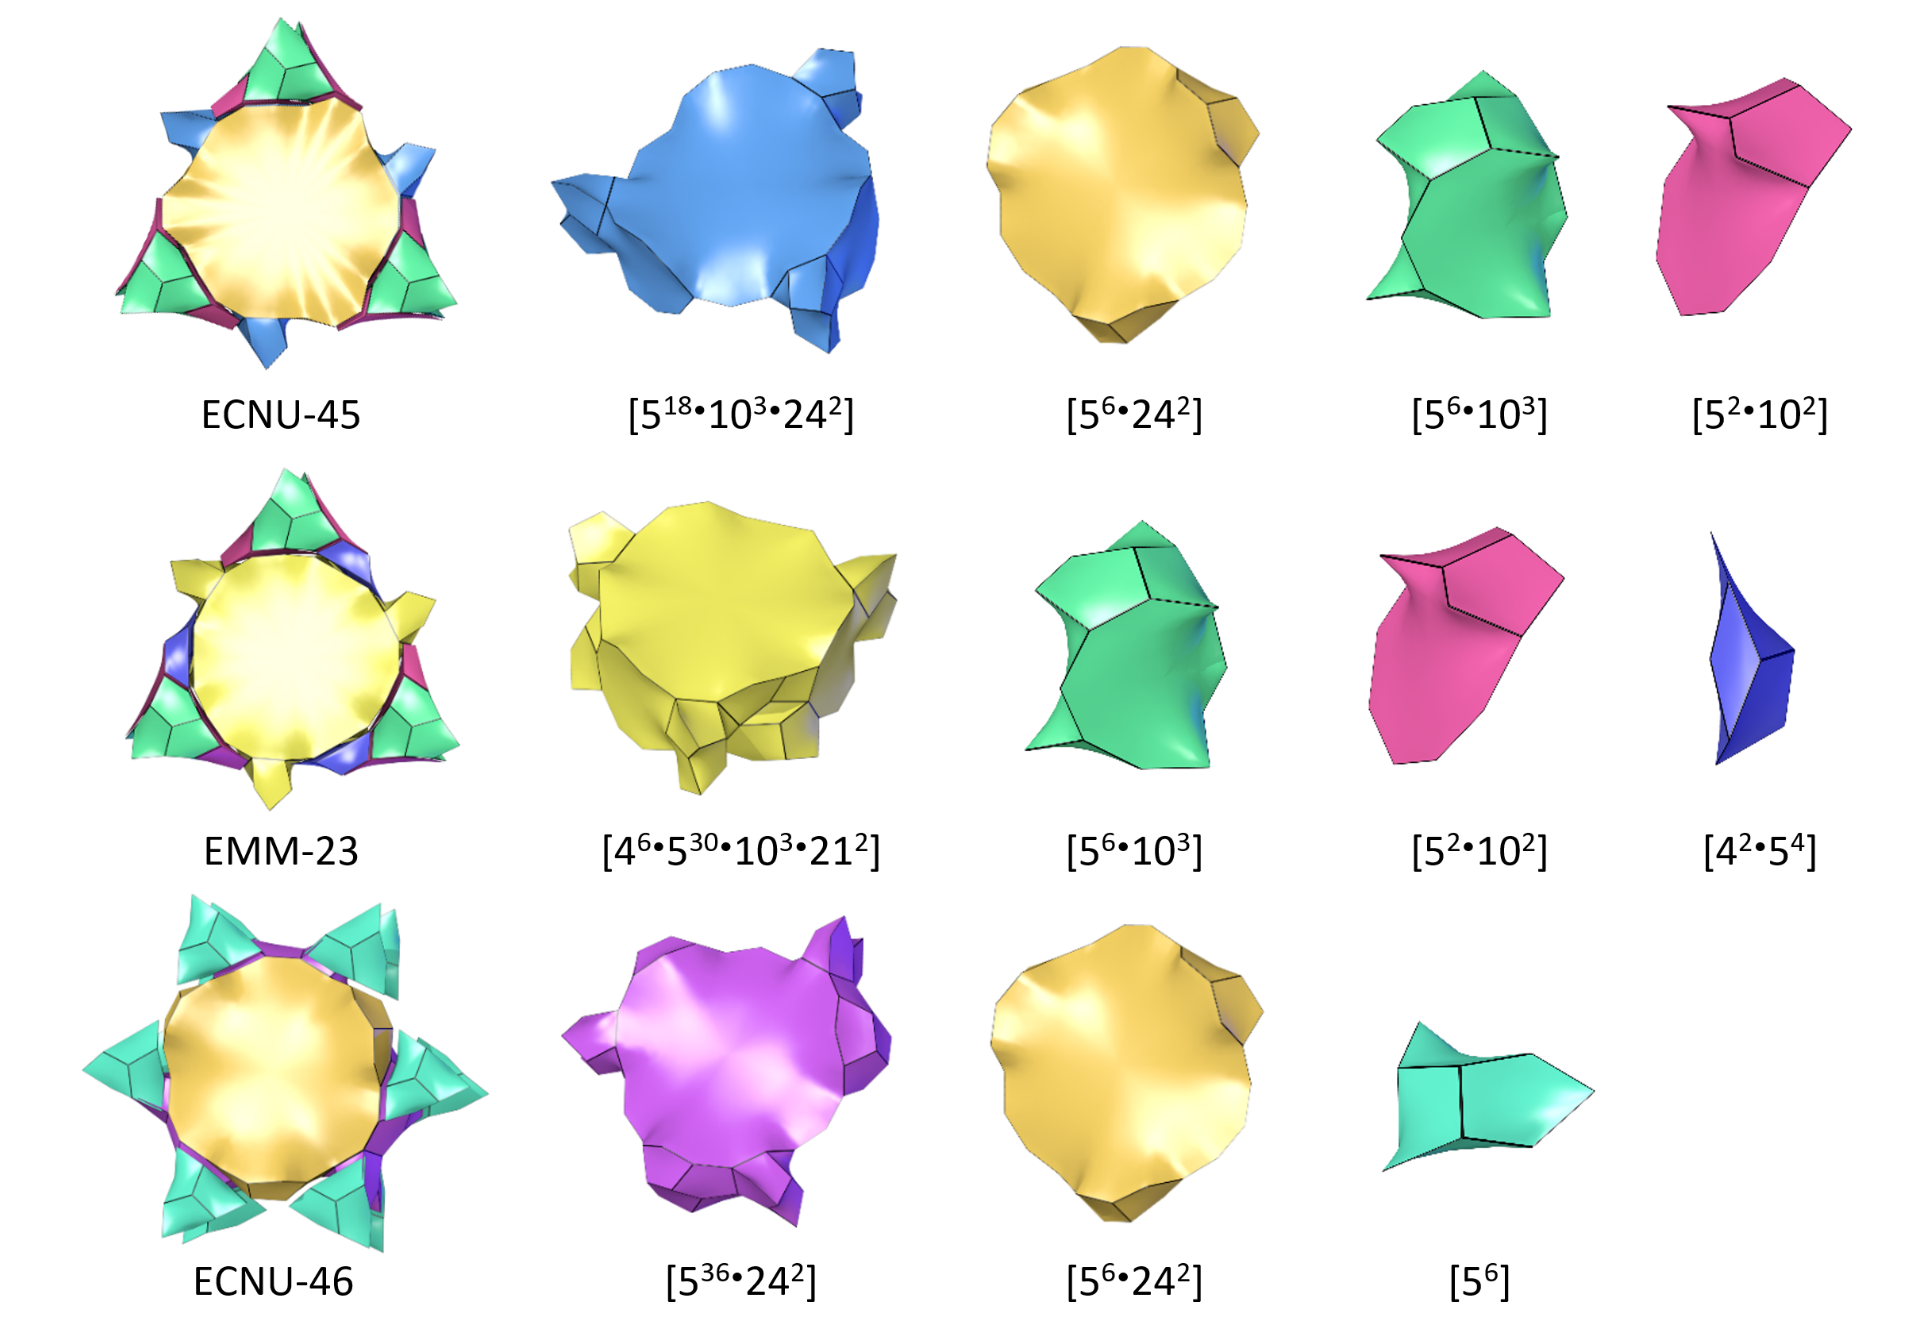 ECNU-45 [5¹⁸•10³•24²] [5⁶•24²] [5⁶•10³] [5²•10²]
EMM-23 [4⁶•5³⁰•10³•21²] [5⁶•10³] [5²•10²] [4²•5⁴]
ECNU-46 [5³⁶•24²] [5⁶•24²] [5⁶]